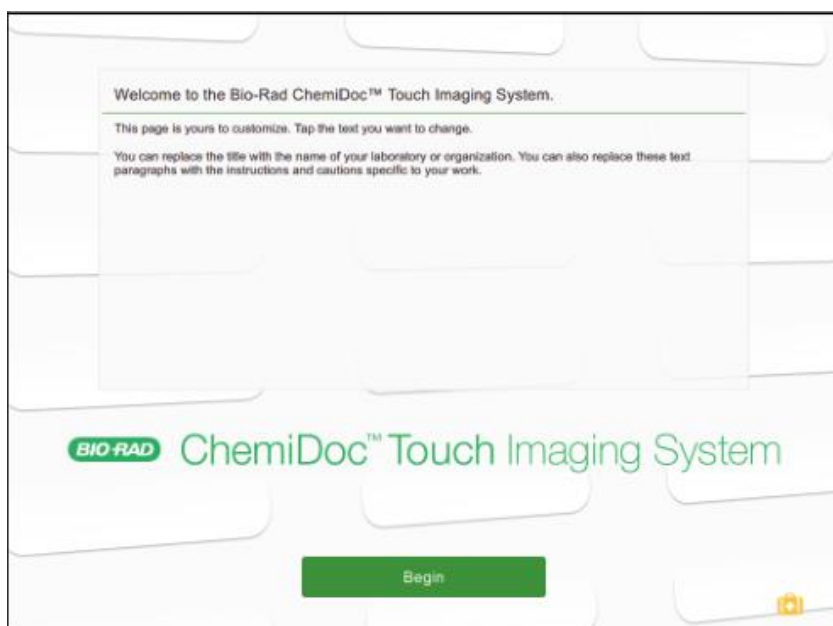 Welcome to the Bio-Rad ChemiDoc™ Touch Imaging System.
This page is yours to customize. Tap the text you want to change.
You can replace the title with the name of your laboratory or organization. You can also replace these text
paragraphs with the instructions and cautions specific to your work.
BIO-RAD ChemiDoc™ Touch Imaging System
Begin